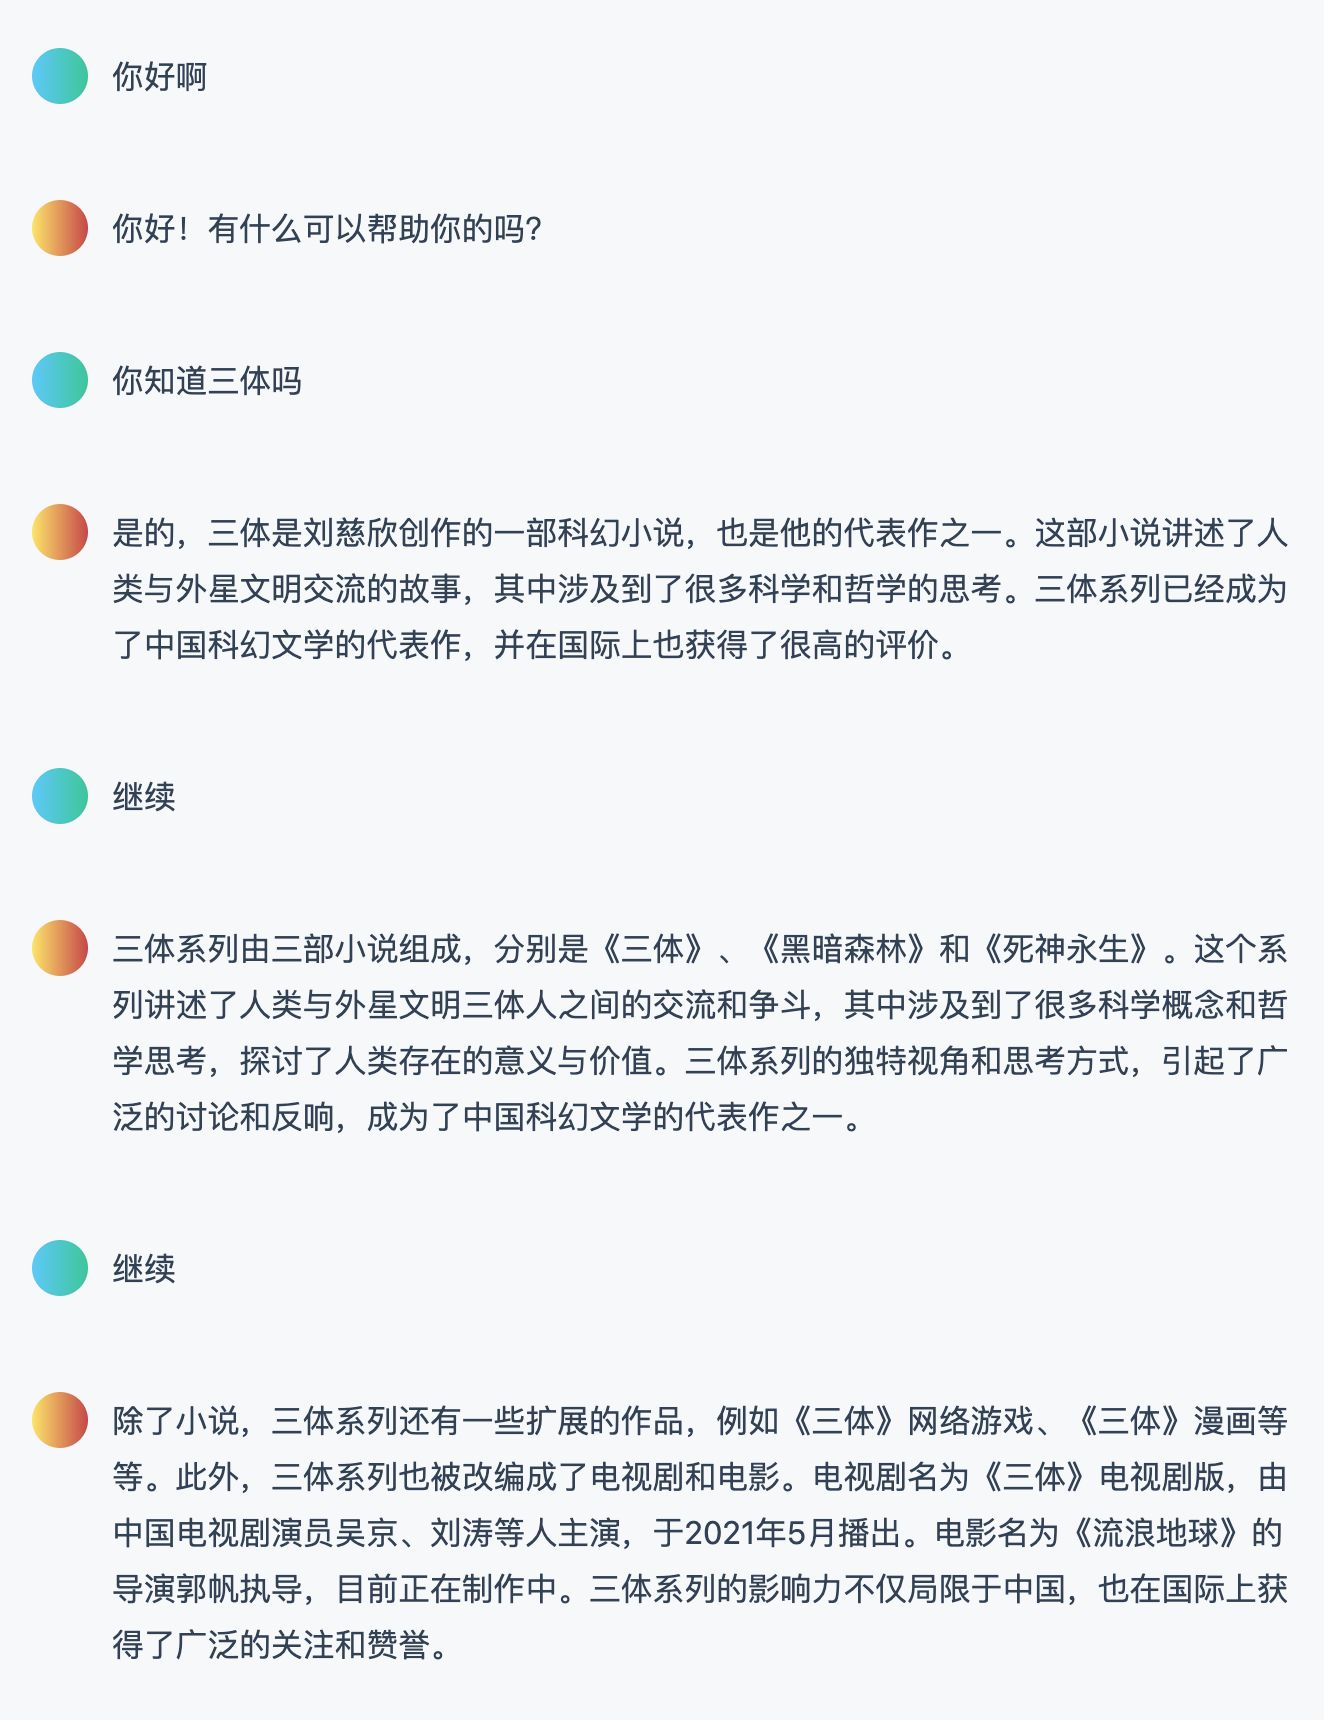 你好啊
你好！有什么可以帮助你的吗？
你知道三体吗
是的，三体是刘慈欣创作的一部科幻小说，也是他的代表作之一。这部小说讲述了人
类与外星文明交流的故事，其中涉及到了很多科学和哲学的思考。三体系列已经成为
了中国科幻文学的代表作，并在国际上也获得了很高的评价。
继续
三体系列由三部小说组成，分别是《三体》、《黑暗森林》和《死神永生》。这个系
列讲述了人类与外星文明三体人之间的交流和争斗，其中涉及到了很多科学概念和哲
学思考，探讨了人类存在的意义与价值。三体系列的独特视角和思考方式，引起了广
泛的讨论和反响，成为了中国科幻文学的代表作之一。
继续
除了小说，三体系列还有一些扩展的作品，例如《三体》网络游戏、《三体》漫画等
等。此外，三体系列也被改编成了电视剧和电影。电视剧名为《三体》电视剧版，由
中国电视剧演员吴京、刘涛等人主演，于2021年5月播出。电影名为《流浪地球》的
导演郭帆执导，目前正在制作中。三体系列的影响力不仅局限于中国，也在国际上获
得了广泛的关注和赞誉。